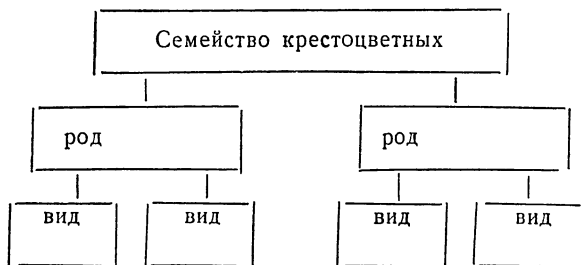 Семейство крестоцветных
род род
вид вид вид вид